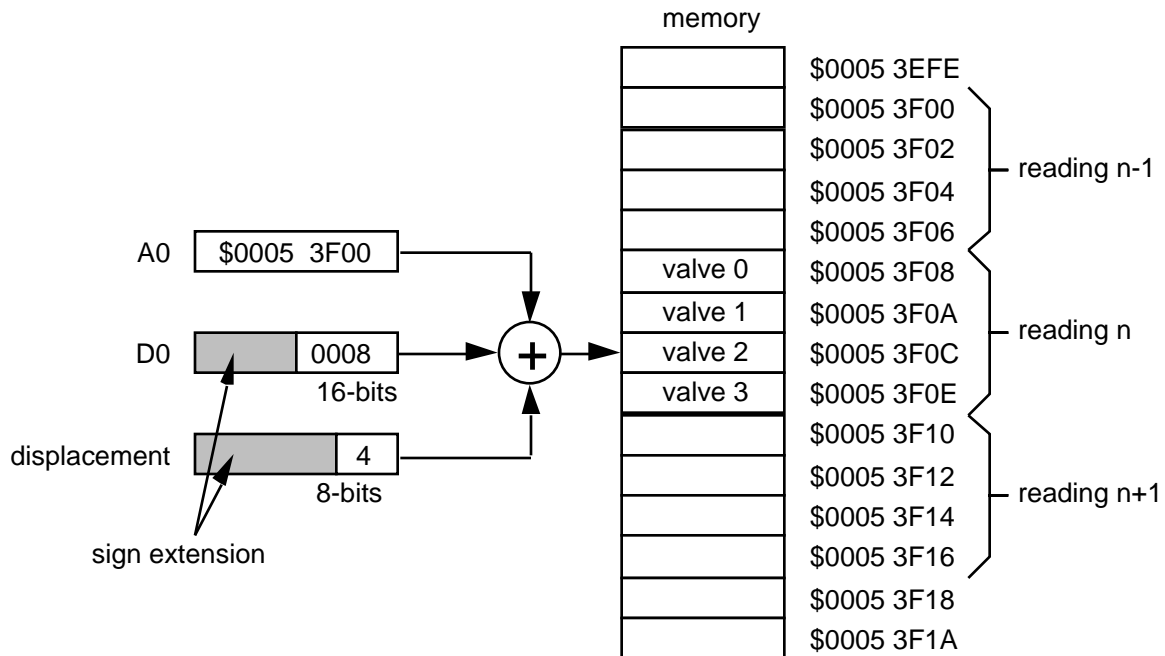 memory
$0005 3EFE
$0005 3F00
$0005 3F02
reading n-1
$0005 3F04
$0005 3F06
A0 $0005 3F00
valve 0 $0005 3F08
valve 1 $0005 3F0A
reading n
D0 0008
+
valve 2 $0005 3F0C
16-bits
valve 3 $0005 3F0E
$0005 3F10
displacement 4
8-bits
$0005 3F12
reading n+1
$0005 3F14
sign extension
$0005 3F16
$0005 3F18
$0005 3F1A